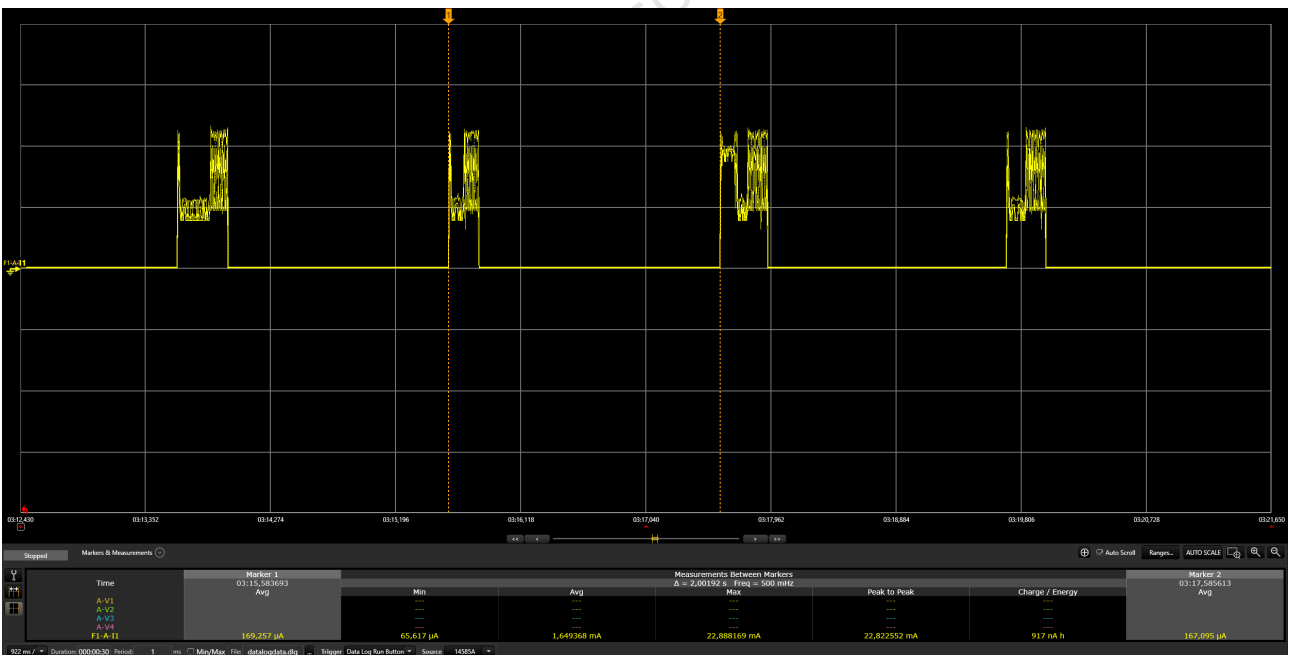 1 2
F1-A-I1
03:12,430 03:13,352 03:14,274 03:15,196 03:16,118 03:17,040 03:17,962 03:18,884 03:19,806 03:20,728 03:21,650
<< < > >>
Stopped Markers & Measurements Auto Scroll Ranges... AUTO SCALE
Marker 1 Measurements Between Markers Marker 2
Time 03:15,583693 Δ = 2,00192 s Freq = 500 mHz 03:17,585613
Avg Min Avg Max Peak to Peak Charge / Energy Avg
A-V1 --- --- --- --- ---
A-V2 --- --- --- --- ---
A-V3 --- --- --- --- ---
A-V4 --- --- --- --- ---
F1-A-I1 169,257 µA 65,617 µA 1,649368 mA 22,888169 mA 22,822552 mA 917 nA h 167,095 µA
922 ms / Duration: 000:00:30 Period: 1 ms Min/Max File: datalogdata.dlg ... Trigger Data Log Run Button Source 14585A